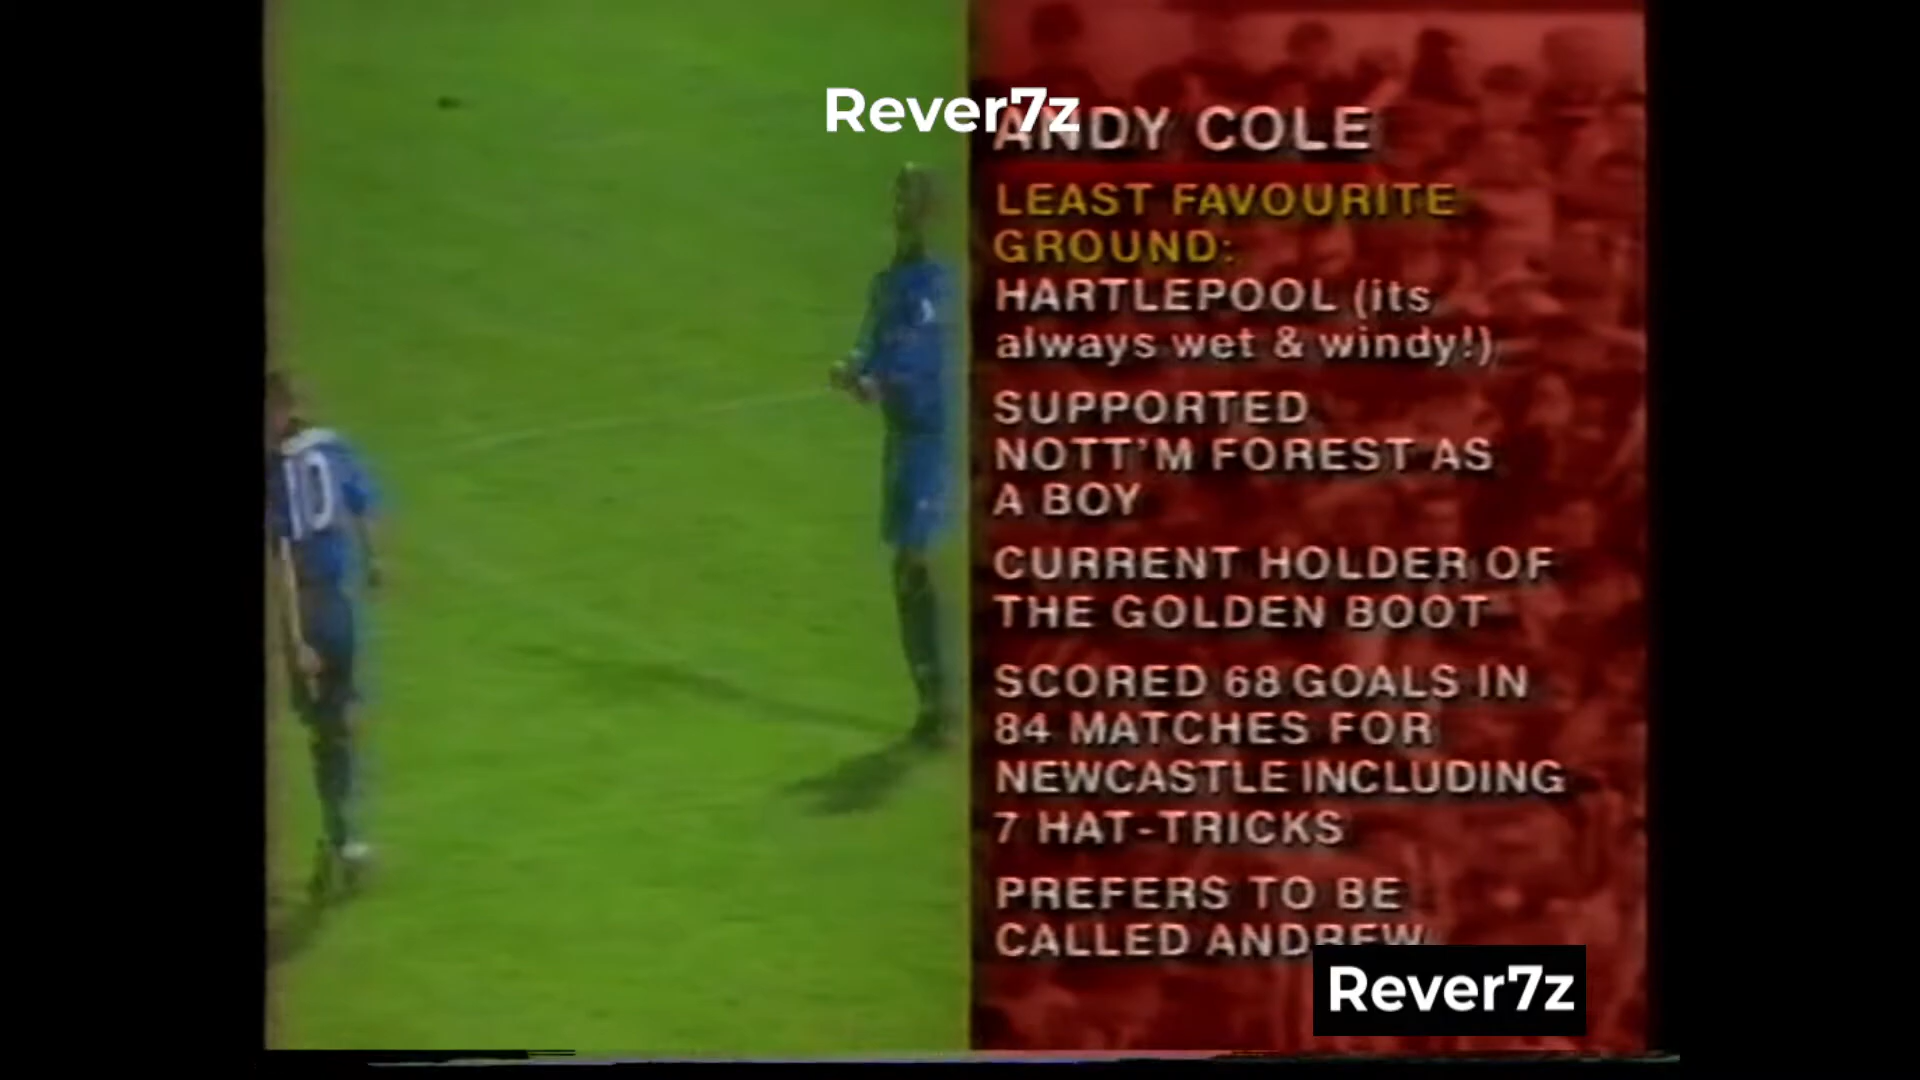 Rever7z
ANDY COLE
LEAST FAVOURITE
GROUND:
HARTLEPOOL (its
always wet & windy!)
SUPPORTED
NOTT'M FOREST AS
A BOY
CURRENT HOLDER OF
THE GOLDEN BOOT
SCORED 68 GOALS IN
84 MATCHES FOR
NEWCASTLE INCLUDING
7 HAT-TRICKS
PREFERS TO BE
CALLED ANDREW
Rever7z
10